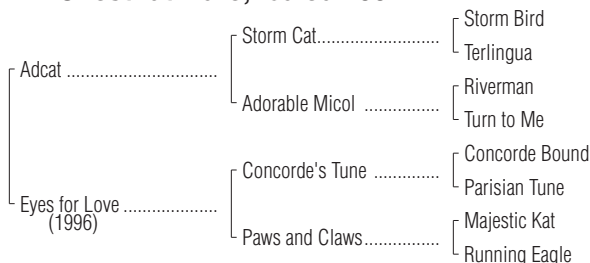 Storm Bird
Storm Cat..........................
Terlingua
Adcat ................................
Riverman
Adorable Micol ................
Turn to Me
Concorde Bound
Concorde's Tune ..............
Parisian Tune
Eyes for Love ....................
(1996)
Majestic Kat
Paws and Claws................
Running Eagle